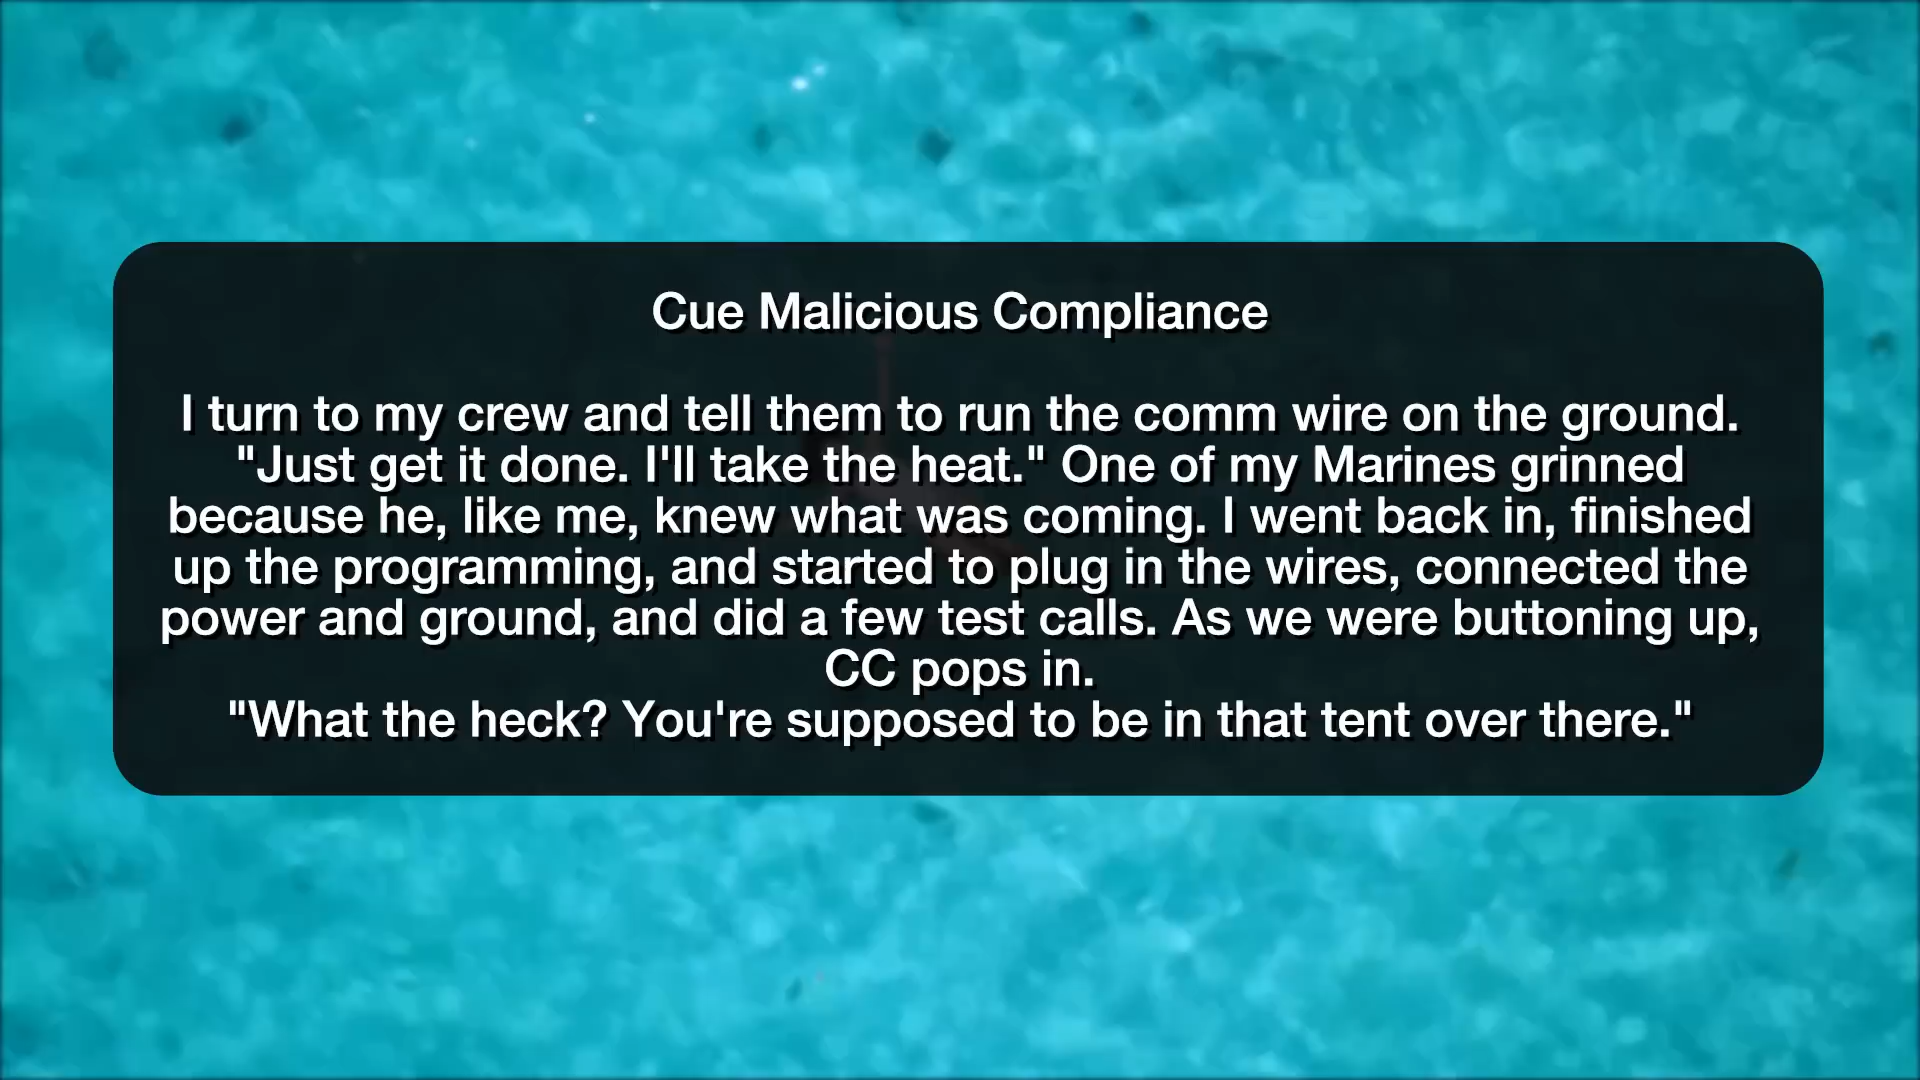 Cue Malicious Compliance
I turn to my crew and tell them to run the comm wire on the ground.
"Just get it done. I'll take the heat." One of my Marines grinned
because he, like me, knew what was coming. I went back in, finished
up the programming, and started to plug in the wires, connected the
power and ground, and did a few test calls. As we were buttoning up,
CC pops in.
"What the heck? You're supposed to be in that tent over there."